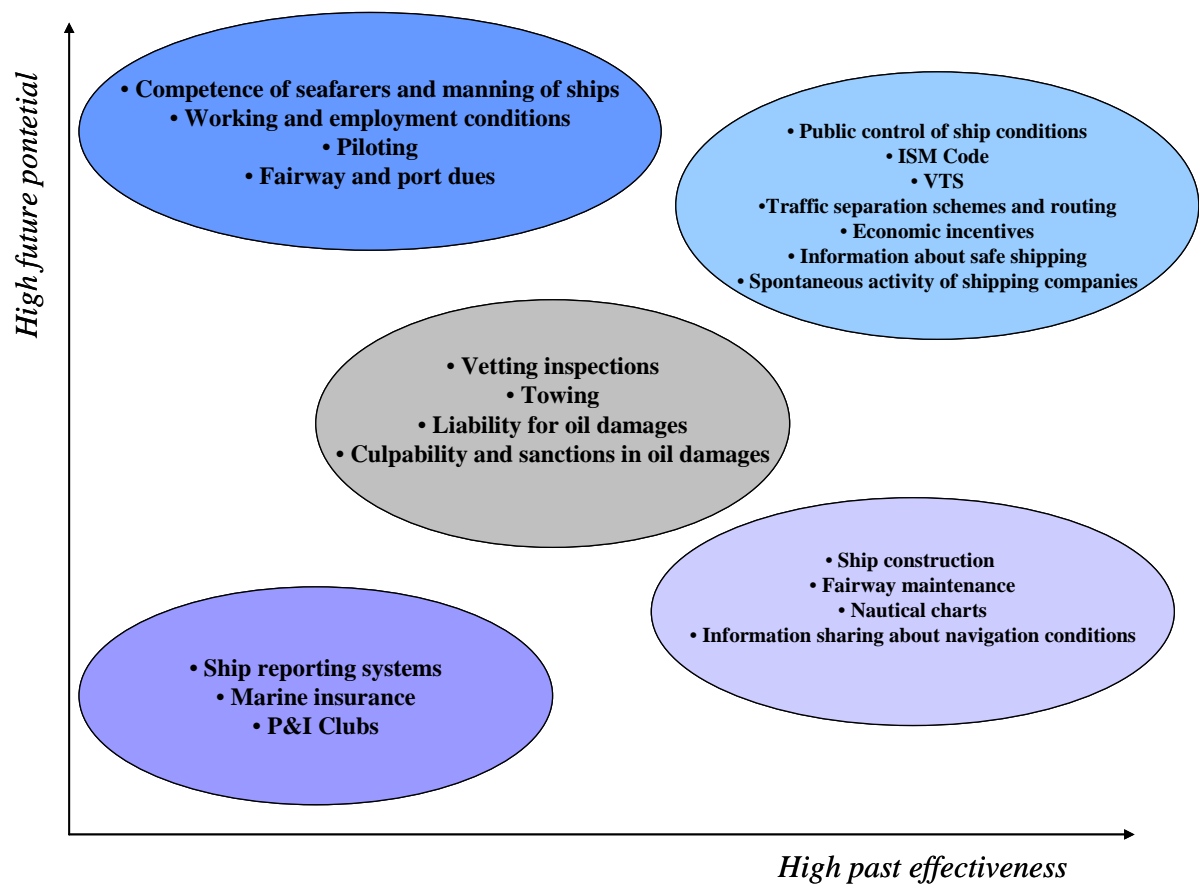 High future ponetial
• Competence of seafarers and manning of ships
• Working and employment conditions
• Piloting
• Fairway and port dues
• Public control of ship conditions
• ISM Code
• VTS
•Traffic separation schemes and routing
• Economic incentives
• Information about safe shipping
• Spontaneous activity of shipping companies
• Vetting inspections
• Towing
• Liability for oil damages
• Culpability and sanctions in oil damages
• Ship construction
• Fairway maintenance
• Nautical charts
• Information sharing about navigation conditions
• Ship reporting systems
• Marine insurance
• P&I Clubs
High past effectiveness